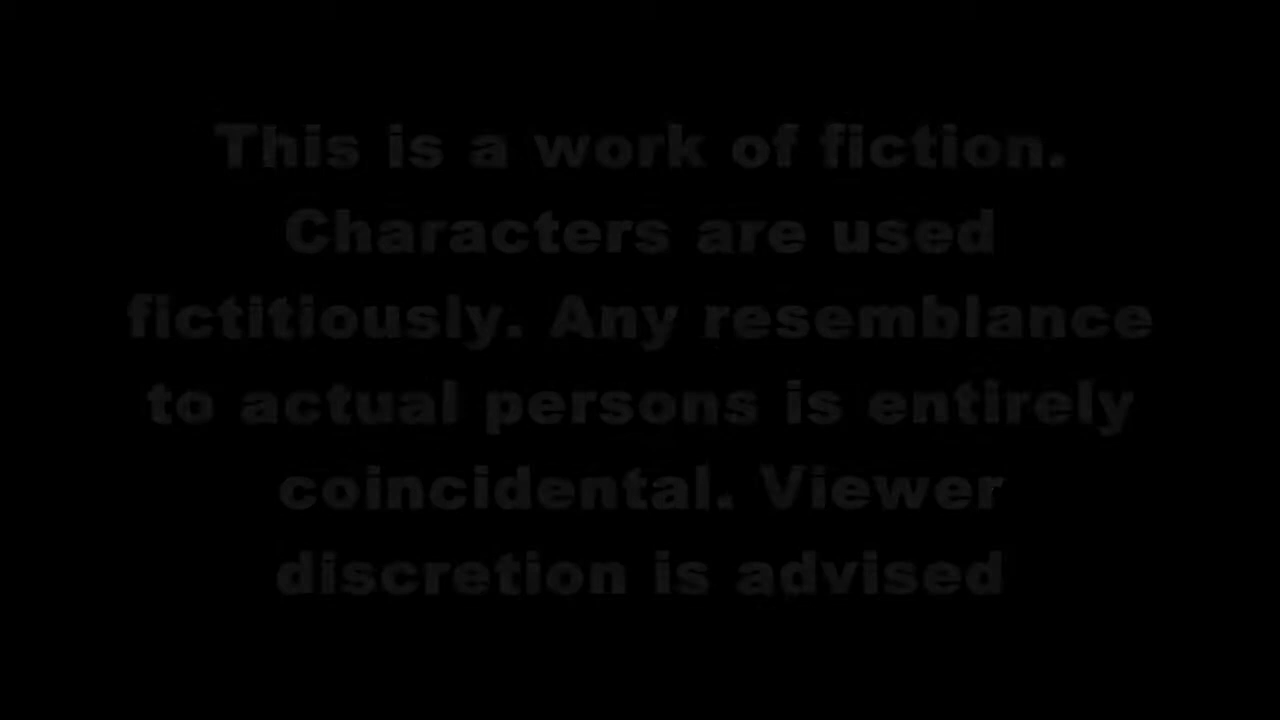 This is a work of fiction.
Characters are used
fictitiously. Any resemblance
to actual persons is entirely
coincidental. Viewer
discretion is advised